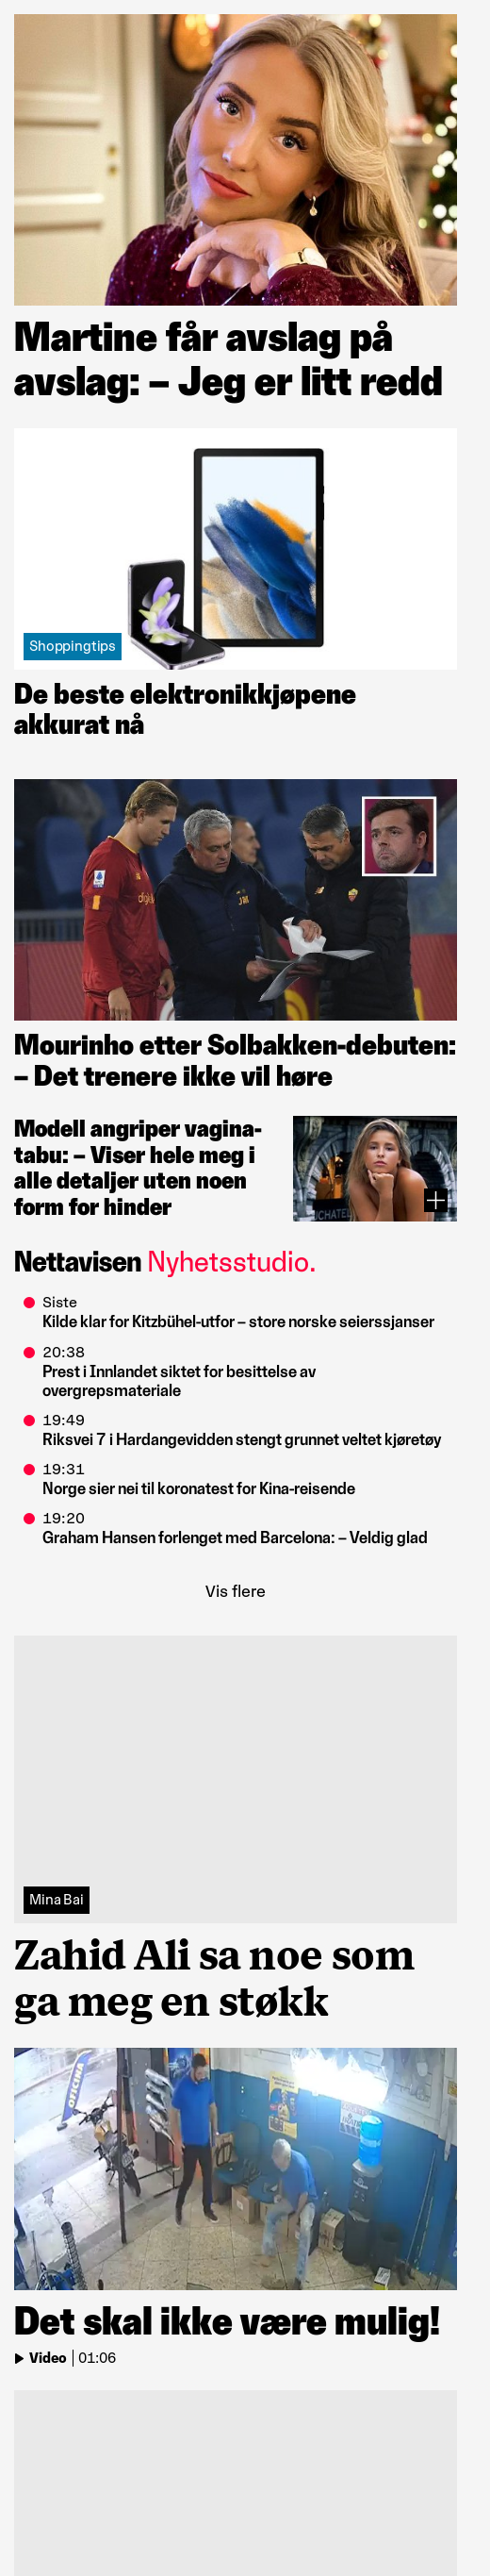 Martine får avslag på
avslag: – Jeg er litt redd
Shoppingtips
De beste elektronikkjøpene
akkurat nå
Mourinho etter Solbakken-debuten:
– Det trenere ikke vil høre
Modell angriper vagina-
tabu: – Viser hele meg i
alle detaljer uten noen
form for hinder
Nettavisen Nyhetsstudio.
Siste
Kilde klar for Kitzbühel-utfor – store norske seierssjanser
20:38
Prest i Innlandet siktet for besittelse av
overgrepsmateriale
19:49
Riksvei 7 i Hardangevidden stengt grunnet veltet kjøretøy
19:31
Norge sier nei til koronatest for Kina-reisende
19:20
Graham Hansen forlenget med Barcelona: – Veldig glad
Vis flere
Mina Bai
Zahid Ali sa noe som
ga meg en støkk
OFICINA
Det skal ikke være mulig!
Video | 01:06